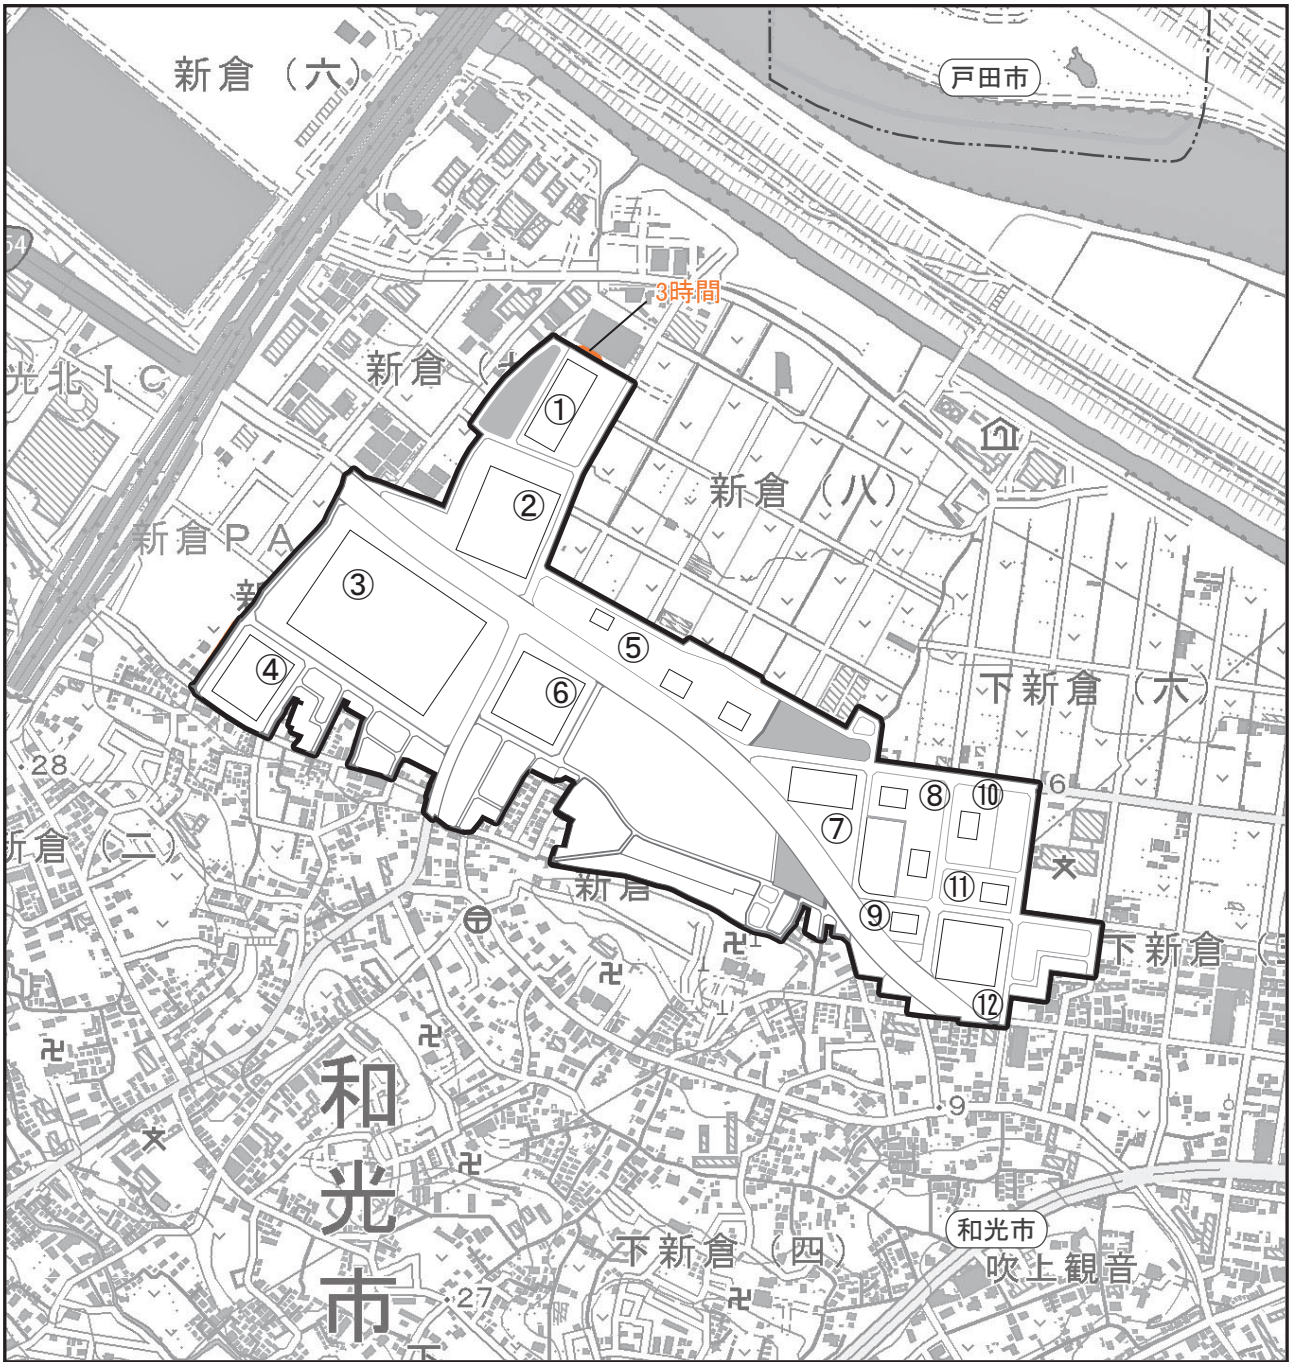 新倉（六）
戸田市
54
3時間
新倉（
光北ＩＣ
①
新倉（八）
②
新倉ＰＡ
③
新
⑤
④
⑥
下新倉（六）
28
⑧
⑩
6
⑦
新倉（二）
⑪
新倉
⑨
下新倉（
⑫
和光市
9
和光市
下新倉（四）
吹上観音
27
下